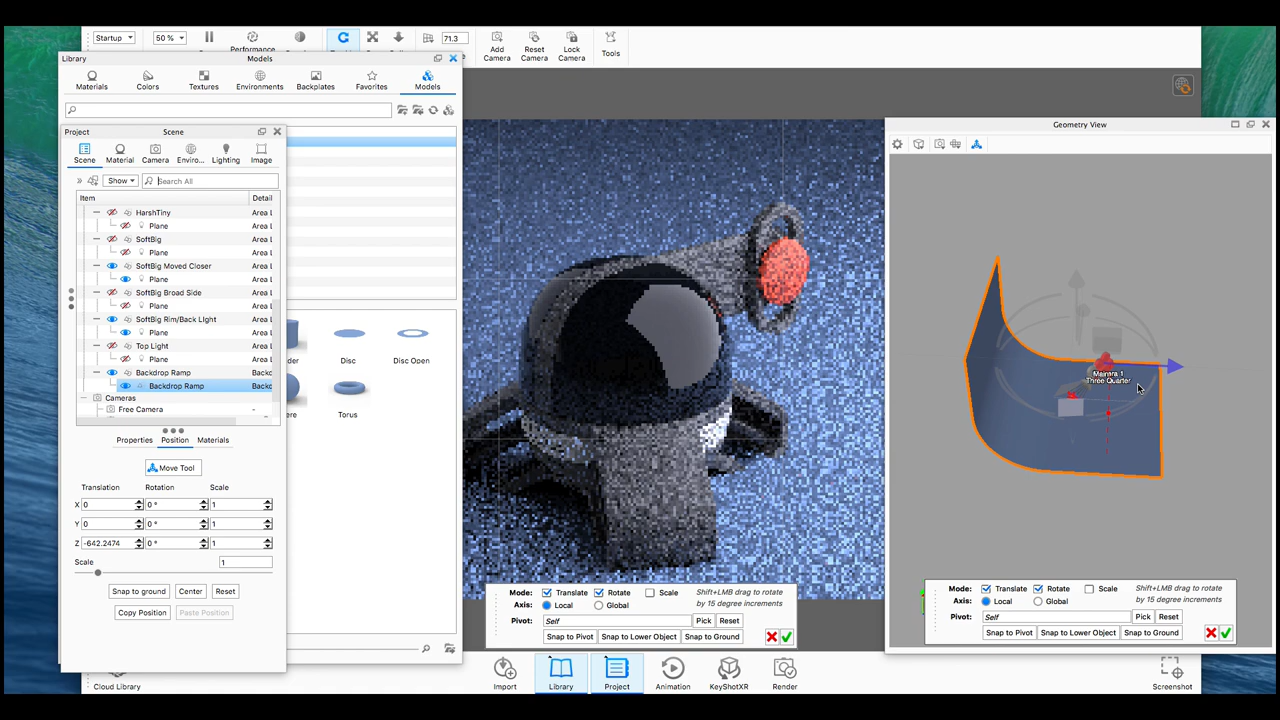 Startup
50 %
71.3
Performance
Add Camera
Reset Camera
Lock Camera
Tools
Library
Models
Materials
Colors
Textures
Environments
Backplates
Favorites
Models
Project
Scene
Scene
Material
Camera
Enviro...
Lighting
Image
»
Show
Search All
Item
Detail
HarshTiny
Area L
Plane
Area L
SoftBig
Area L
Plane
Area L
SoftBig Moved Closer
Area L
Plane
Area L
SoftBig Broad Side
Area L
Plane
Area L
SoftBig Rim/Back LIght
Area L
Plane
Area L
Top Light
Area L
Plane
Area L
Backdrop Ramp
Backd
Backdrop Ramp
Backd
Cameras
Free Camera
-
Disc
Disc Open
Torus
Properties
Position
Materials
Move Tool
Translation
Rotation
Scale
X
0
0 °
1
Y
0
0 °
1
Z
-642.2474
0 °
1
Scale
1
Snap to ground
Center
Reset
Copy Position
Paste Position
Mode:
Translate
Rotate
Scale
Shift+LMB drag to rotate by 15 degree increments
Axis:
Local
Global
Pivot:
Self
Pick
Reset
Snap to Pivot
Snap to Lower Object
Snap to Ground
Geometry View
Three Quarter
Mode:
Translate
Rotate
Scale
Shift+LMB drag to rotate by 15 degree increments
Axis:
Local
Global
Pivot:
Self
Pick
Reset
Snap to Pivot
Snap to Lower Object
Snap to Ground
Cloud Library
Import
Library
Project
Animation
KeyShotXR
Render
Screenshot